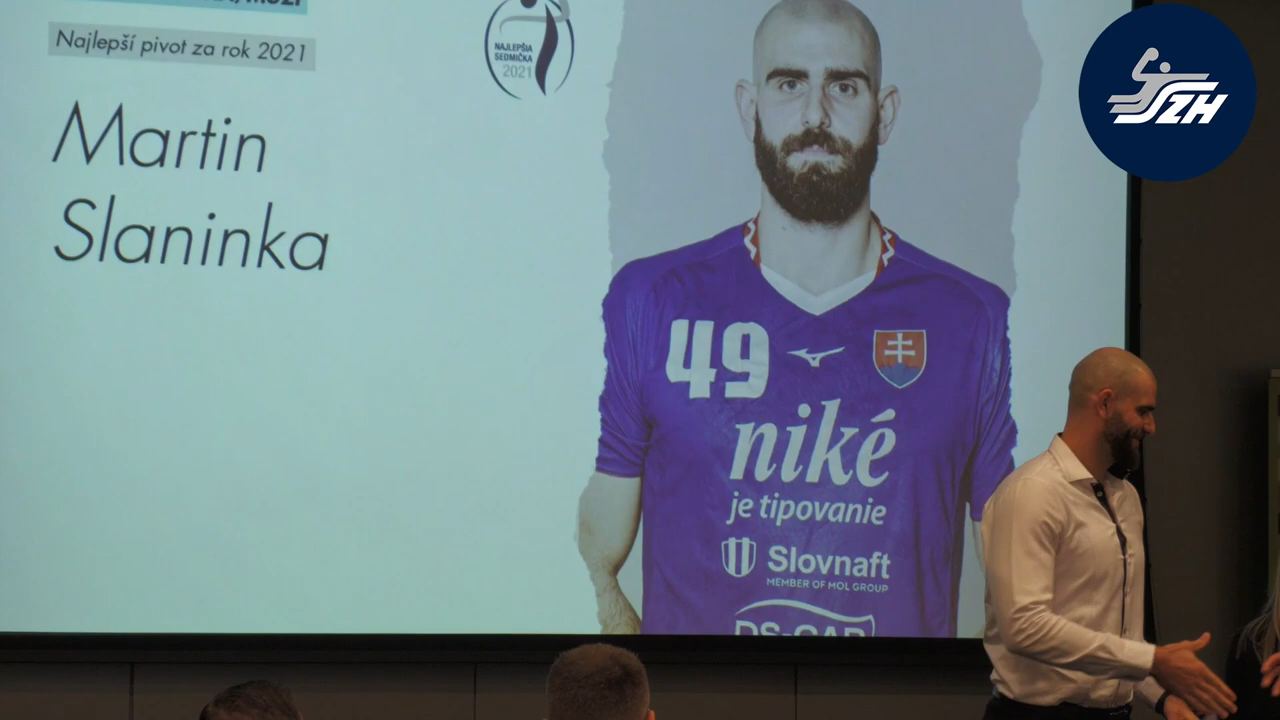 Najlepší pivot za rok 2021
Martin
Slaninka
NAJLEPŠIA
SEDMIČKA
2021
SZH
49
niké
je tipovanie
Slovnaft
MEMBER OF MOL GROUP